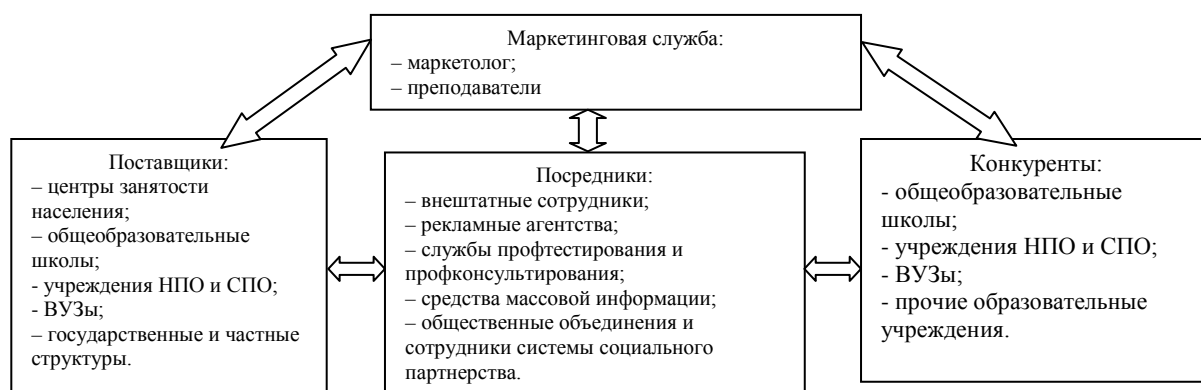 Маркетинговая служба:
– маркетолог;
– преподаватели
Поставщики:
– центры занятости
населения;
– общеобразовательные
школы;
- учреждения НПО и СПО;
- ВУЗы;
– государственные и частные
структуры.
Посредники:
– внештатные сотрудники;
– рекламные агентства;
– службы профтестирования и
профконсультирования;
– средства массовой информации;
– общественные объединения и
сотрудники системы социального
партнерства.
Конкуренты:
- общеобразовательные
школы;
- учреждения НПО и СПО;
- ВУЗы;
- прочие образовательные
учреждения.